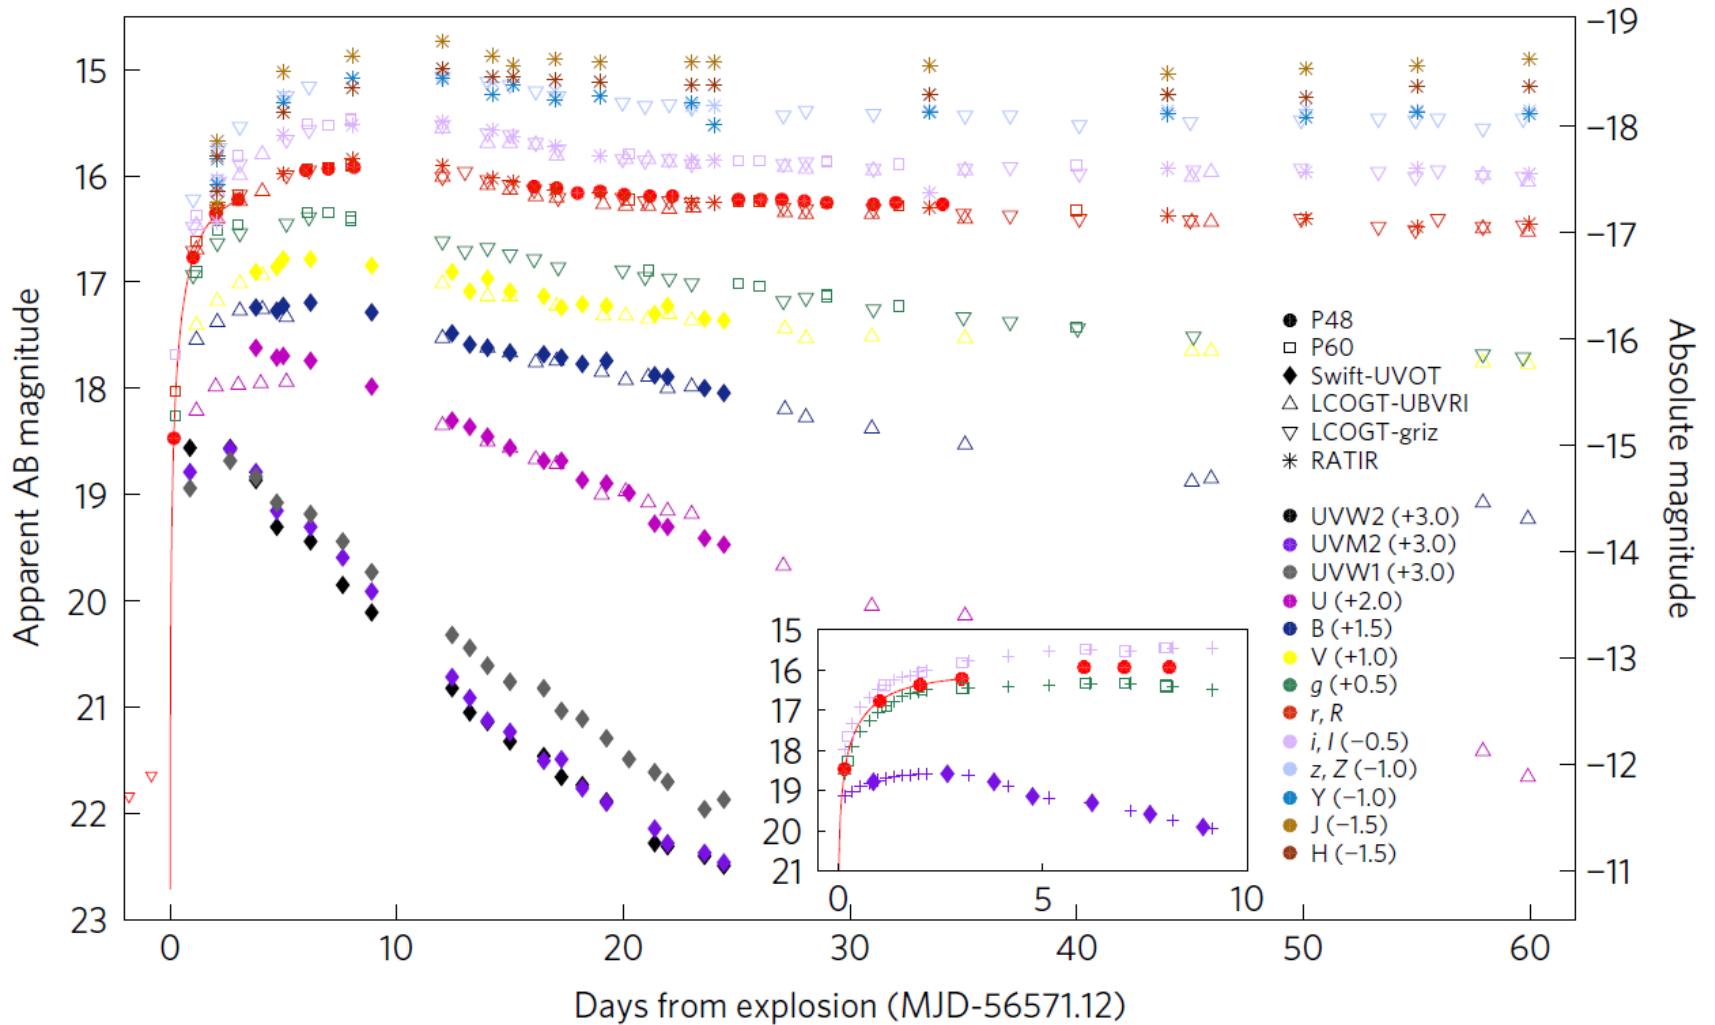 −19
15
−18
16
−17
17
P48
−16
P60
Swift-UVOT
18
LCOGT-UBVRI
LCOGT-griz
−15
RATIR
19
UVW2 (+3.0)
UVM2 (+3.0)
−14
UVW1 (+3.0)
20
U (+2.0)
B (+1.5)
V (+1.0)
−13
g (+0.5)
21
r, R
i, I (−0.5)
z, Z (−1.0)
−12
Y (−1.0)
22
J (−1.5)
H (−1.5)
−11
23
Apparent AB magnitude
Absolute magnitude
15
16
17
18
19
20
21
0 5 10
0 10 20 30 40 50 60
Days from explosion (MJD-56571.12)